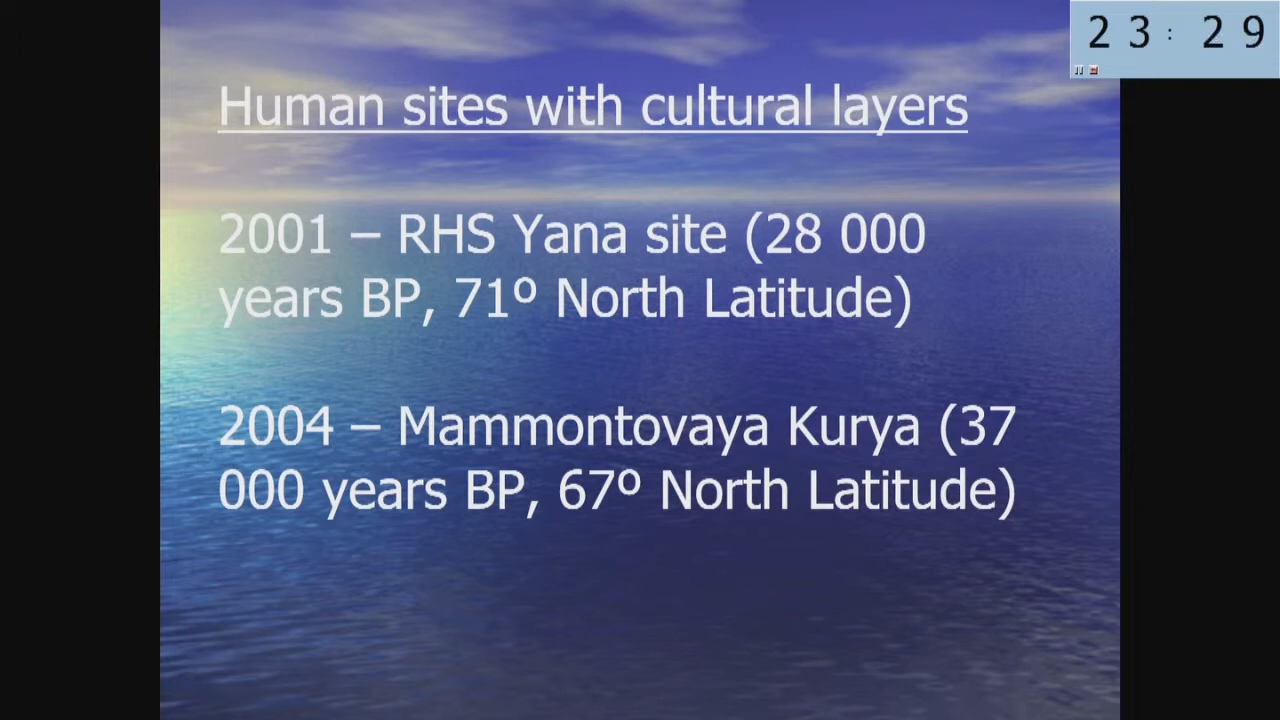 23:29
Human sites with cultural layers
2001 – RHS Yana site (28 000
years BP, 71º North Latitude)
2004 – Mammontovaya Kurya (37
000 years BP, 67º North Latitude)